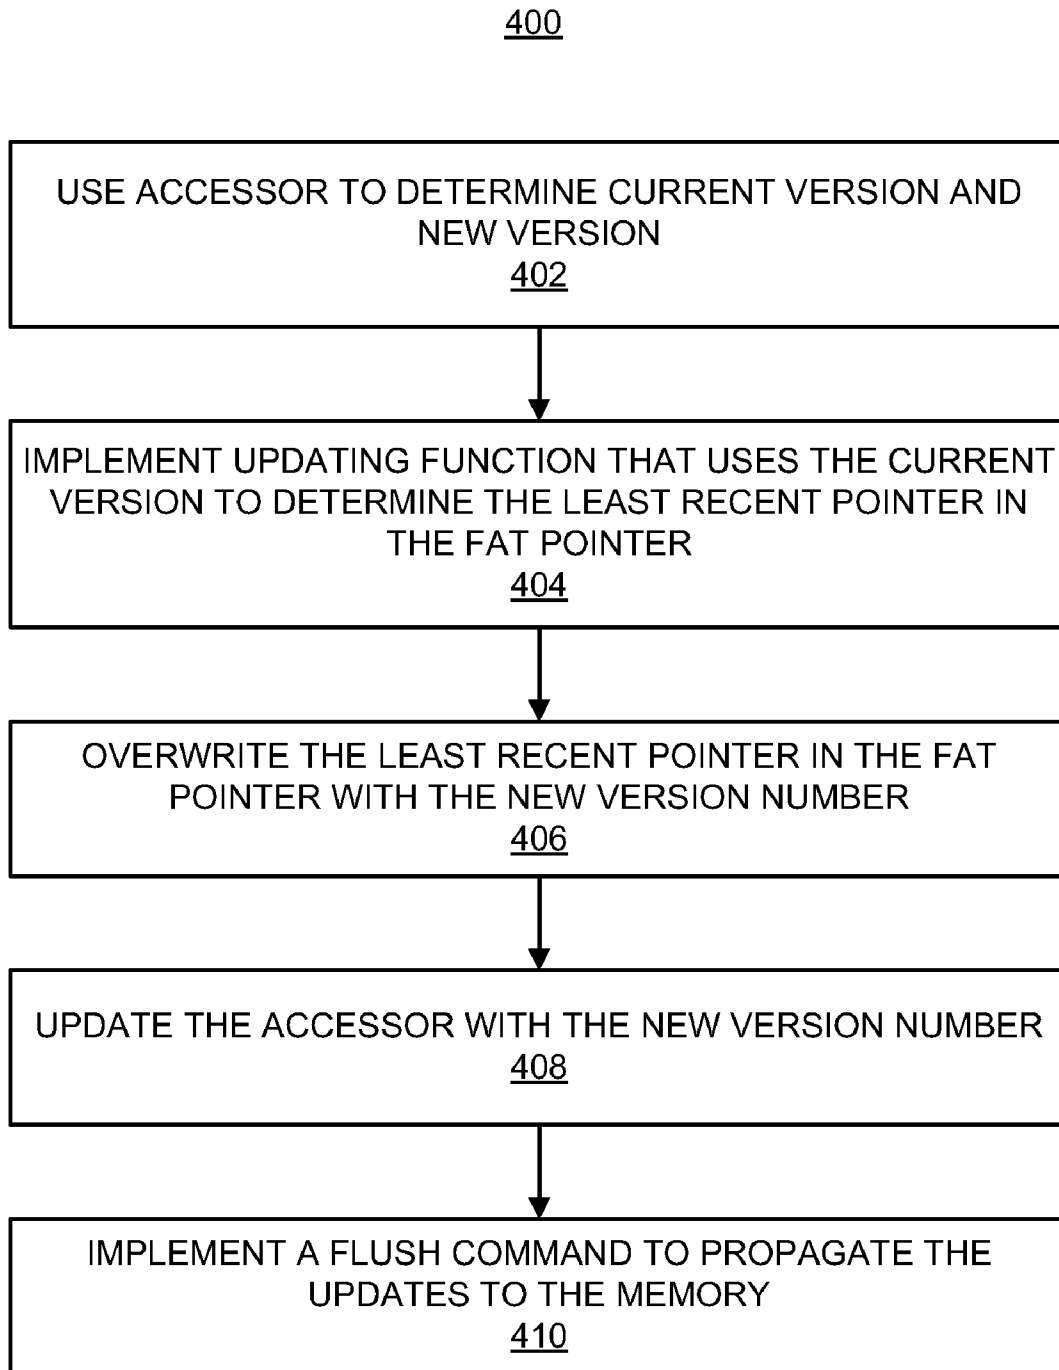 400
USE ACCESSOR TO DETERMINE CURRENT VERSION AND
NEW VERSION
402
IMPLEMENT UPDATING FUNCTION THAT USES THE CURRENT
VERSION TO DETERMINE THE LEAST RECENT POINTER IN
THE FAT POINTER
404
OVERWRITE THE LEAST RECENT POINTER IN THE FAT
POINTER WITH THE NEW VERSION NUMBER
406
UPDATE THE ACCESSOR WITH THE NEW VERSION NUMBER
408
IMPLEMENT A FLUSH COMMAND TO PROPAGATE THE
UPDATES TO THE MEMORY
410